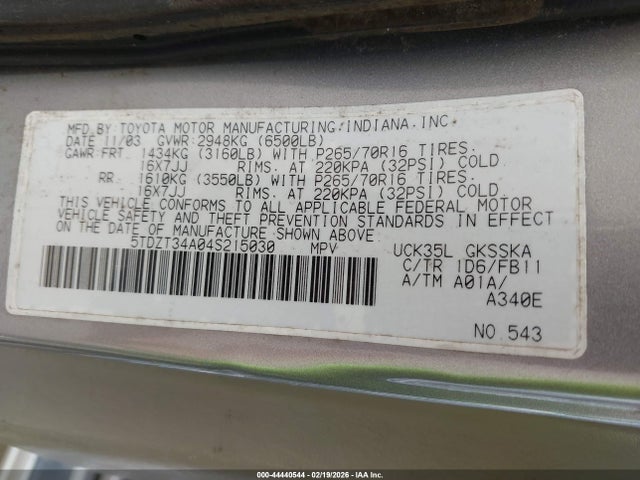 MFD.BY:TOYOTA MOTOR MANUFACTURING,INDIANA,INC.
DATE 11/03 GVWR:2948KG (6500LB)
GAWR:FRT. 1434KG (3160LB) WITH P265/70R16 TIRES.
16X7JJ RIMS. AT 220KPA (32PSI) COLD
RR. 1610KG (3550LB) WITH P265/70R16 TIRES.
16X7JJ RIMS. AT 220KPA (32PSI) COLD
THIS VEHICLE CONFORMS TO ALL APPLICABLE FEDERAL MOTOR
VEHICLE SAFETY AND THEFT PREVENTION STANDARDS IN EFFECT
ON THE DATE OF MANUFACTURE SHOWN ABOVE.
5TDZT34A04S215030 MPV UCK35L GKSSKA
C/TR 1D6/FB11
A/TM A01A/
A340E
NO.543
000-44440544 - 02/19/2026 - IAA Inc.